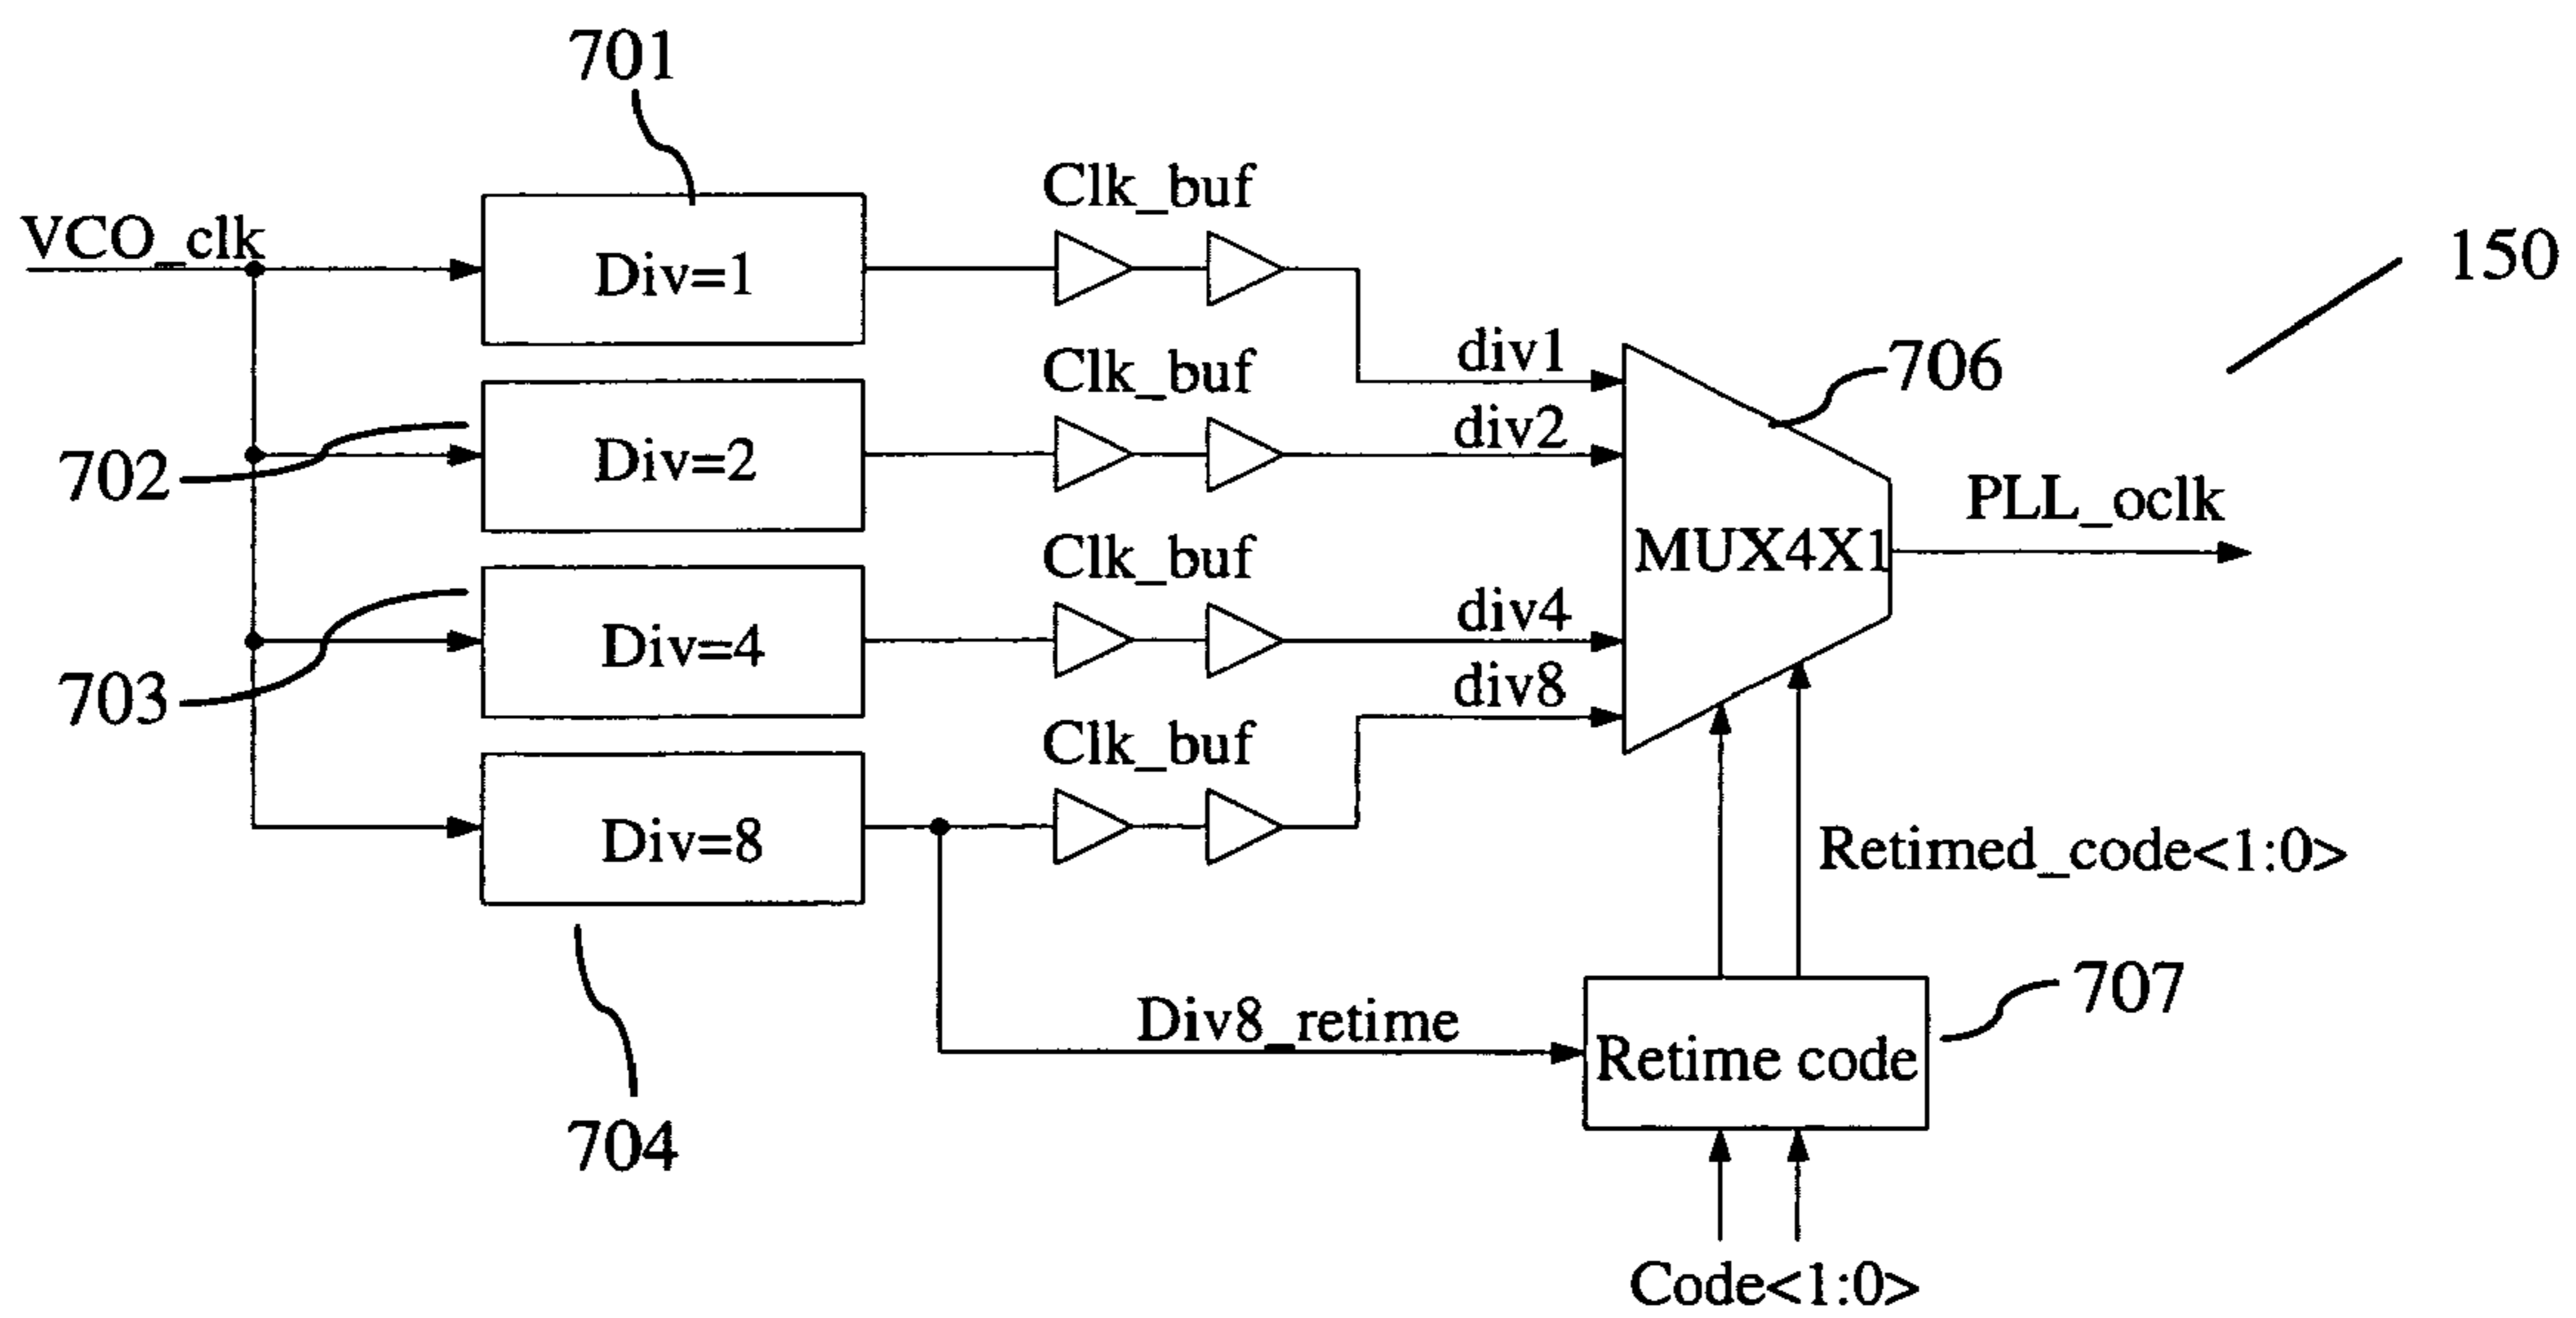 701
Clk_buf
VCO_clk
Div=1
150
div1
Clk_buf
706
div2
702
Div=2
PLL_oclk
Clk_buf
MUX4X1
div4
703
Div=4
div8
Clk_buf
Div=8
Retimed_code<1:0>
707
Div8_retime
Retime code
704
Code<1:0>